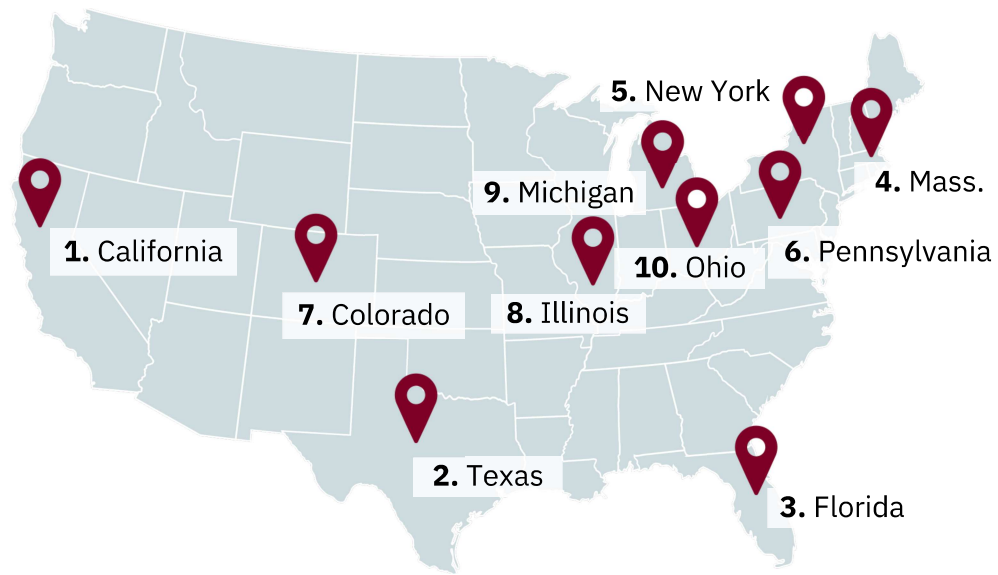 5. New York
4. Mass.
9. Michigan
1. California
10. Ohio
6. Pennsylvania
7. Colorado
8. Illinois
2. Texas
3. Florida